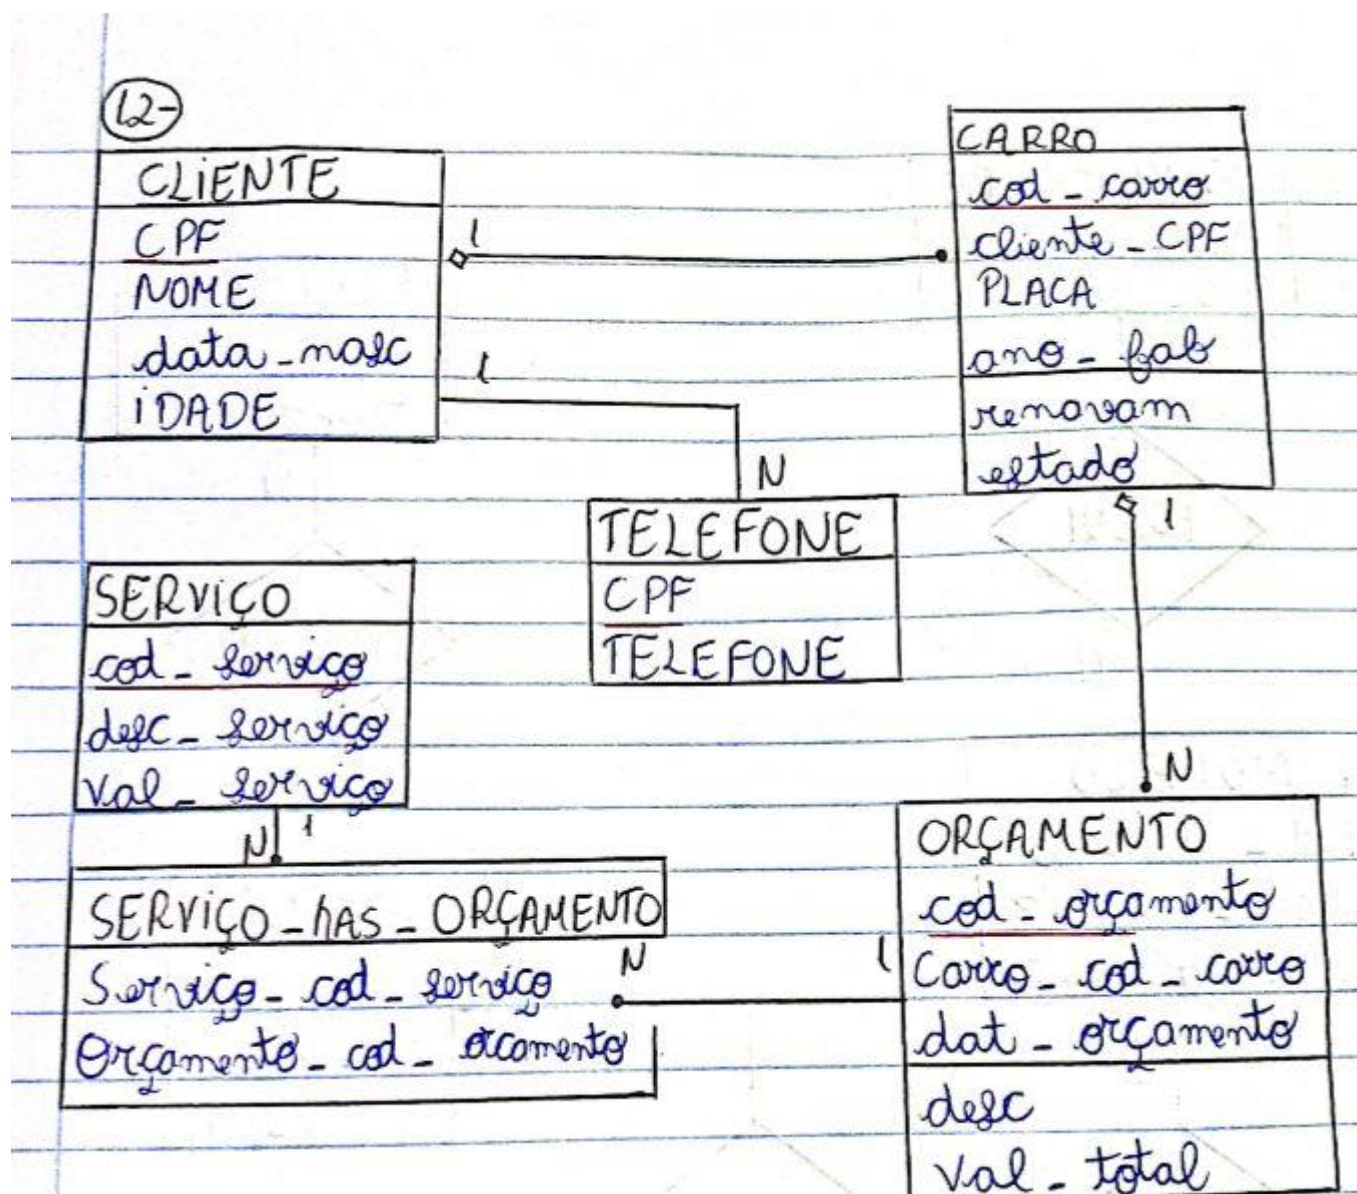 12-
CLIENTE
CPF
NOME
data_nasc
IDADE
1
1
N
CARRO
cod_carro
cliente_CPF
PLACA
ano_fab
renavam
estado
1
N
TELEFONE
CPF
TELEFONE
SERVIÇO
cod_serviço
desc_serviço
Val_serviço
N 1
SERVIÇO_hAS_ORÇAMENTO
Serviço_cod_serviço
Orçamento_cod_orcamento
N
1
ORÇAMENTO
cod_orçamento
Carro_cod_carro
dat_orçamento
desc
Val_total